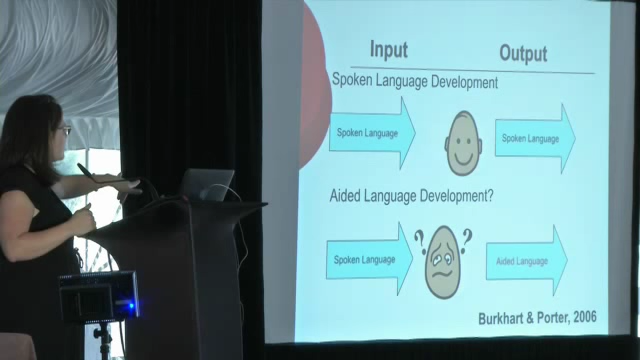 Input Output
Spoken Language Development
Spoken Language Spoken Language
Aided Language Development?
? ?
Spoken Language Aided Language
Burkhart & Porter, 2006